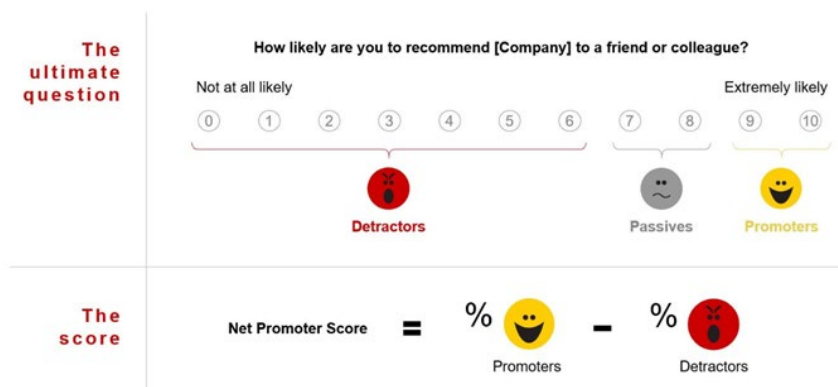 The
ultimate
question
How likely are you to recommend [Company] to a friend or colleague?
Not at all likely
Extremely likely
0 1 2 3 4 5 6 7 8 9 10
Detractors
Passives
Promoters
The
score
Net Promoter Score = % - %
Promoters
Detractors